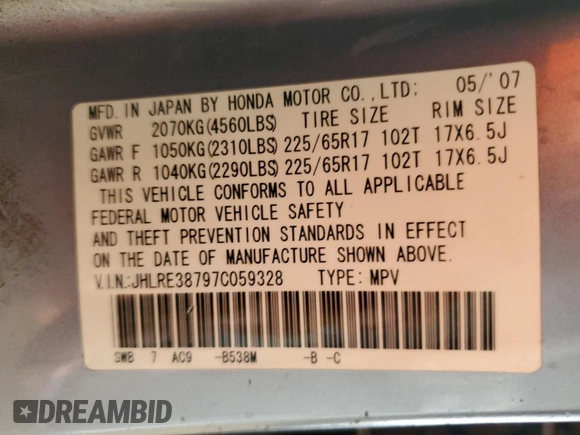 MFD. IN JAPAN BY HONDA MOTOR CO.,LTD; 05/'07
GVWR 2070KG(4560LBS) TIRE SIZE RIM SIZE
GAWR F 1050KG(2310LBS) 225/65R17 102T 17X6.5J
GAWR R 1040KG(2290LBS) 225/65R17 102T 17X6.5J
THIS VEHICLE CONFORMS TO ALL APPLICABLE
FEDERAL MOTOR VEHICLE SAFETY
AND THEFT PREVENTION STANDARDS IN EFFECT
ON THE DATE OF MANUFACTURE SHOWN ABOVE.
V.I.N.:JHLRE38797C059328 TYPE: MPV
SWB 7 AC9 -B538M -B -C
DREAMBID